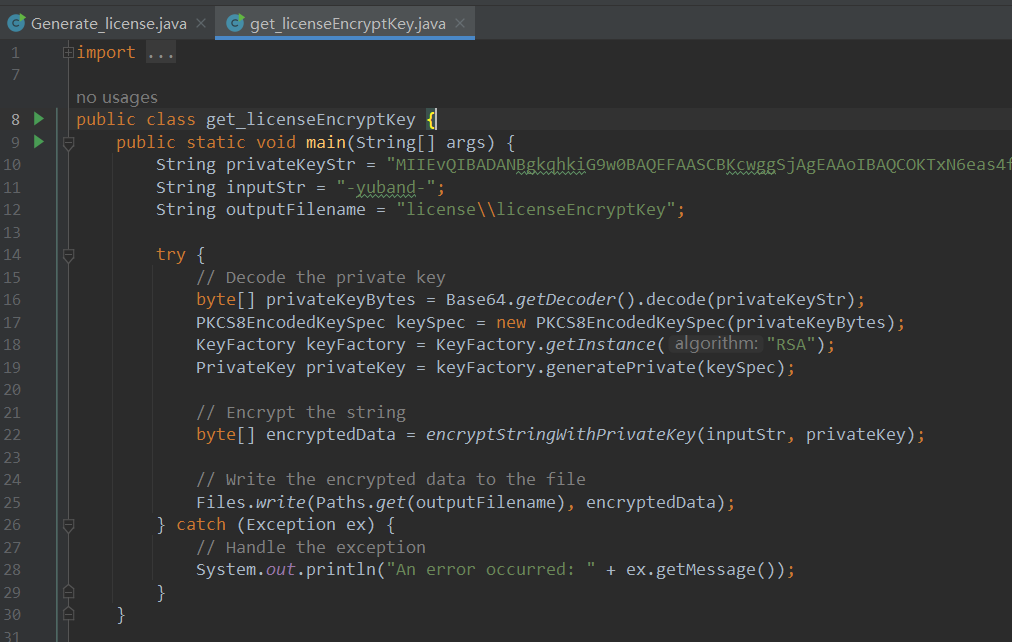 Generate_license.java × get_licenseEncryptKey.java ×
1 import ...
7
no usages
8 public class get_licenseEncryptKey {
9 public static void main(String[] args) {
10 String privateKeyStr = "MIIEvQIBADANBgkqhkiG9w0BAQEFAASCBKcwggSjAgEAAoIBAQCOKTxN6eas4f
11 String inputStr = "-yuband-";
12 String outputFilename = "license\\licenseEncryptKey";
13
14 try {
15 // Decode the private key
16 byte[] privateKeyBytes = Base64.getDecoder().decode(privateKeyStr);
17 PKCS8EncodedKeySpec keySpec = new PKCS8EncodedKeySpec(privateKeyBytes);
18 KeyFactory keyFactory = KeyFactory.getInstance( algorithm: "RSA");
19 PrivateKey privateKey = keyFactory.generatePrivate(keySpec);
20
21 // Encrypt the string
22 byte[] encryptedData = encryptStringWithPrivateKey(inputStr, privateKey);
23
24 // Write the encrypted data to the file
25 Files.write(Paths.get(outputFilename), encryptedData);
26 } catch (Exception ex) {
27 // Handle the exception
28 System.out.println("An error occurred: " + ex.getMessage());
29 }
30 }
31